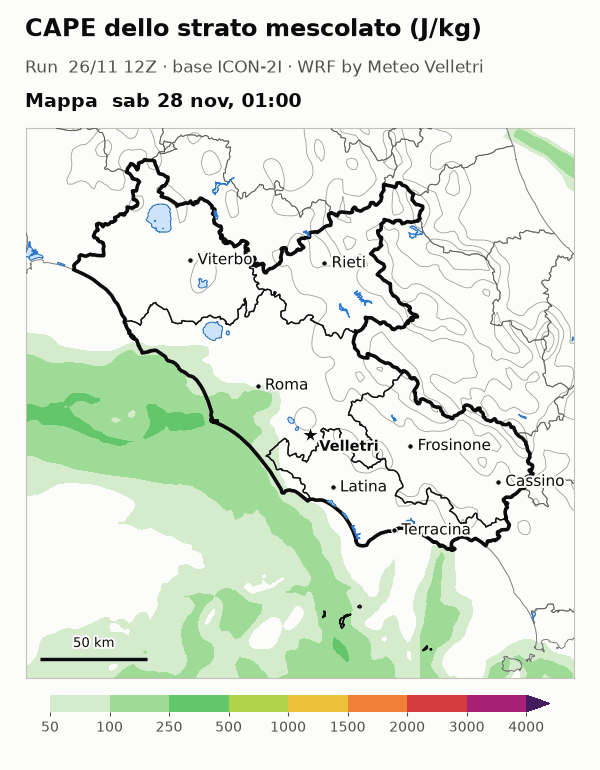 CAPE dello strato mescolato (J/kg)
Run  26/11 12Z · base ICON-2I · WRF by Meteo Velletri
Mappa  sab 28 nov, 01:00
Viterbo
Rieti
Roma
Velletri
Frosinone
Cassino
Latina
Terracina
50 km
50 100 250 500 1000 1500 2000 3000 4000